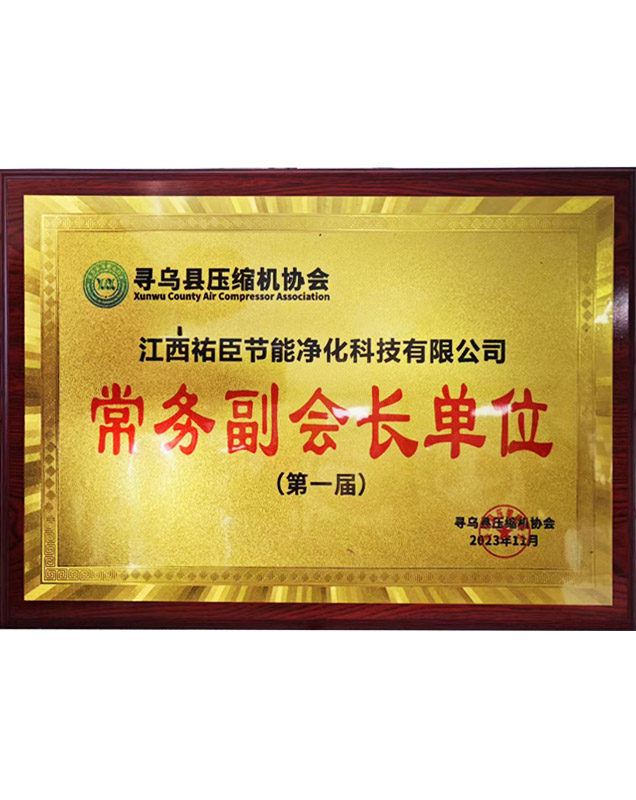 寻乌县压缩机协会
Xunwu County Air Compressor Association
江西祐臣节能净化科技有限公司
常务副会长单位
（第一届）
寻乌县压缩机协会
2023年11月